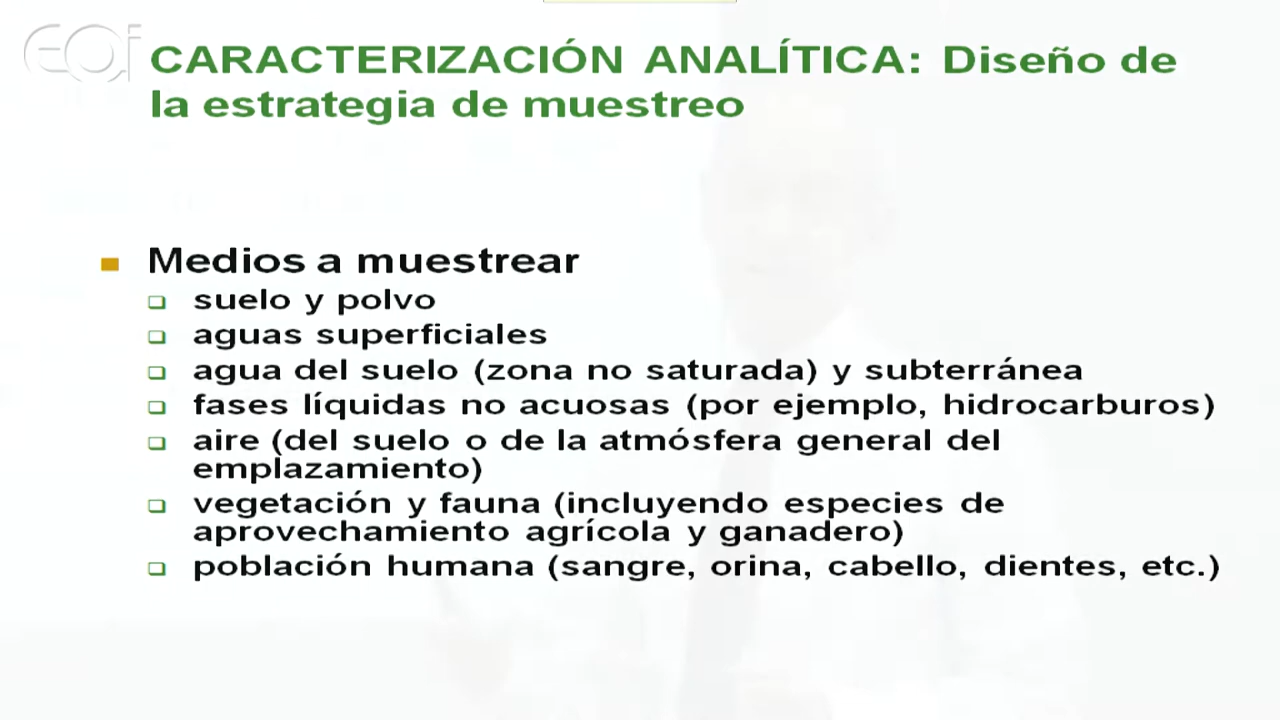 eoi
CARACTERIZACIÓN ANALÍTICA: Diseño de
la estrategia de muestreo
Medios a muestrear
suelo y polvo
aguas superficiales
agua del suelo (zona no saturada) y subterránea
fases líquidas no acuosas (por ejemplo, hidrocarburos)
aire (del suelo o de la atmósfera general del
emplazamiento)
vegetación y fauna (incluyendo especies de
aprovechamiento agrícola y ganadero)
población humana (sangre, orina, cabello, dientes, etc.)